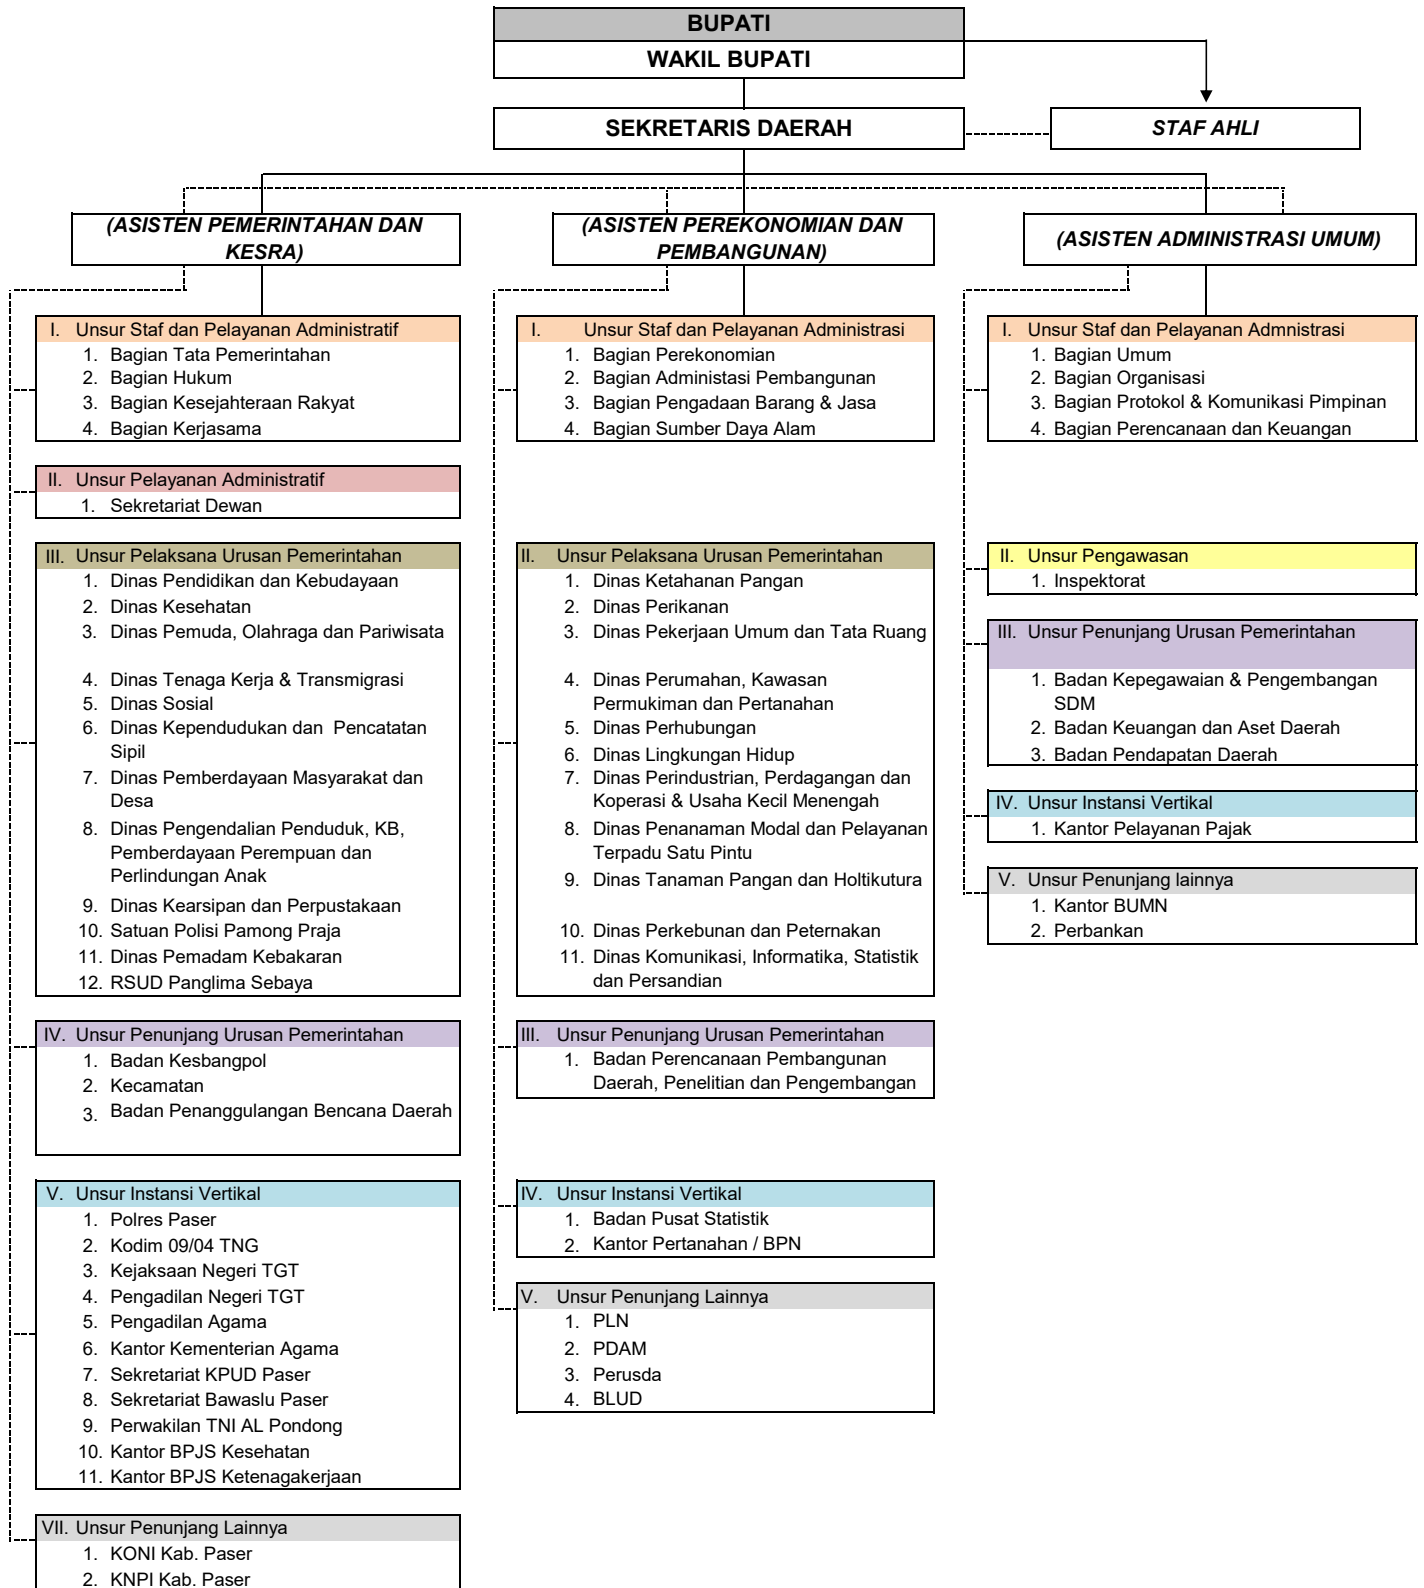 BUPATI
WAKIL BUPATI
SEKRETARIS DAERAH
STAF AHLI
(ASISTEN PEMERINTAHAN DAN
KESRA)
I. Unsur Staf dan Pelayanan Administratif
1. Bagian Tata Pemerintahan
2. Bagian Hukum
3. Bagian Kesejahteraan Rakyat
4. Bagian Kerjasama
II. Unsur Pelayanan Administratif
1. Sekretariat Dewan
III. Unsur Pelaksana Urusan Pemerintahan
1. Dinas Pendidikan dan Kebudayaan
2. Dinas Kesehatan
3. Dinas Pemuda, Olahraga dan Pariwisata
4. Dinas Tenaga Kerja & Transmigrasi
5. Dinas Sosial
6. Dinas Kependudukan dan Pencatatan
Sipil
7. Dinas Pemberdayaan Masyarakat dan
Desa
8. Dinas Pengendalian Penduduk, KB,
Pemberdayaan Perempuan dan
Perlindungan Anak
9. Dinas Kearsipan dan Perpustakaan
10. Satuan Polisi Pamong Praja
11. Dinas Pemadam Kebakaran
12. RSUD Panglima Sebaya
IV. Unsur Penunjang Urusan Pemerintahan
1. Badan Kesbangpol
2. Kecamatan
3. Badan Penanggulangan Bencana Daerah
V. Unsur Instansi Vertikal
1. Polres Paser
2. Kodim 09/04 TNG
3. Kejaksaan Negeri TGT
4. Pengadilan Negeri TGT
5. Pengadilan Agama
6. Kantor Kementerian Agama
7. Sekretariat KPUD Paser
8. Sekretariat Bawaslu Paser
9. Perwakilan TNI AL Pondong
10. Kantor BPJS Kesehatan
11. Kantor BPJS Ketenagakerjaan
VII. Unsur Penunjang Lainnya
1. KONI Kab. Paser
2. KNPI Kab. Paser
(ASISTEN PEREKONOMIAN DAN
PEMBANGUNAN)
I. Unsur Staf dan Pelayanan Administrasi
1. Bagian Perekonomian
2. Bagian Administasi Pembangunan
3. Bagian Pengadaan Barang & Jasa
4. Bagian Sumber Daya Alam
II. Unsur Pelaksana Urusan Pemerintahan
1. Dinas Ketahanan Pangan
2. Dinas Perikanan
3. Dinas Pekerjaan Umum dan Tata Ruang
4. Dinas Perumahan, Kawasan
Permukiman dan Pertanahan
5. Dinas Perhubungan
6. Dinas Lingkungan Hidup
7. Dinas Perindustrian, Perdagangan dan
Koperasi & Usaha Kecil Menengah
8. Dinas Penanaman Modal dan Pelayanan
Terpadu Satu Pintu
9. Dinas Tanaman Pangan dan Holtikutura
10. Dinas Perkebunan dan Peternakan
11. Dinas Komunikasi, Informatika, Statistik
dan Persandian
III. Unsur Penunjang Urusan Pemerintahan
1. Badan Perencanaan Pembangunan
Daerah, Penelitian dan Pengembangan
IV. Unsur Instansi Vertikal
1. Badan Pusat Statistik
2. Kantor Pertanahan / BPN
V. Unsur Penunjang Lainnya
1. PLN
2. PDAM
3. Perusda
4. BLUD
(ASISTEN ADMINISTRASI UMUM)
I. Unsur Staf dan Pelayanan Admnistrasi
1. Bagian Umum
2. Bagian Organisasi
3. Bagian Protokol & Komunikasi Pimpinan
4. Bagian Perencanaan dan Keuangan
II. Unsur Pengawasan
1. Inspektorat
III. Unsur Penunjang Urusan Pemerintahan
1. Badan Kepegawaian & Pengembangan
SDM
2. Badan Keuangan dan Aset Daerah
3. Badan Pendapatan Daerah
IV. Unsur Instansi Vertikal
1. Kantor Pelayanan Pajak
V. Unsur Penunjang lainnya
1. Kantor BUMN
2. Perbankan